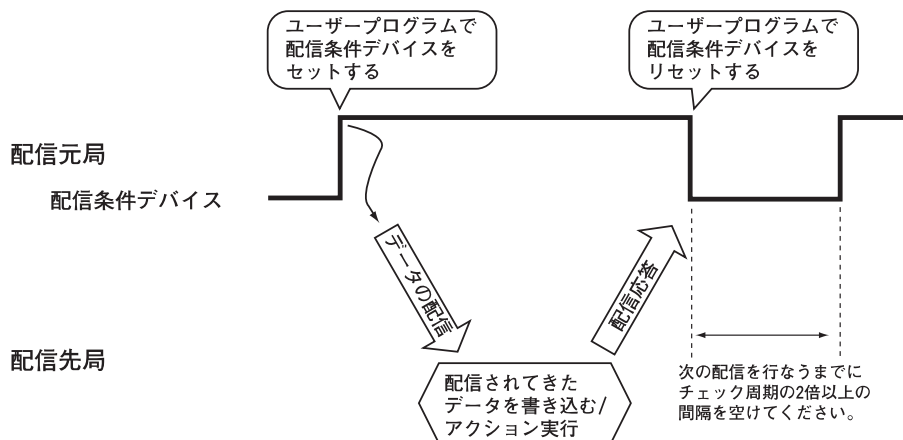 ユーザープログラムで
配信条件デバイスを
セットする
ユーザープログラムで
配信条件デバイスを
リセットする
配信元局
配信条件デバイス
データの配信
配信応答
配信先局
配信されてきた
データを書き込む/
アクション実行
次の配信を行なうまでに
チェック周期の2倍以上の
間隔を空けてください。